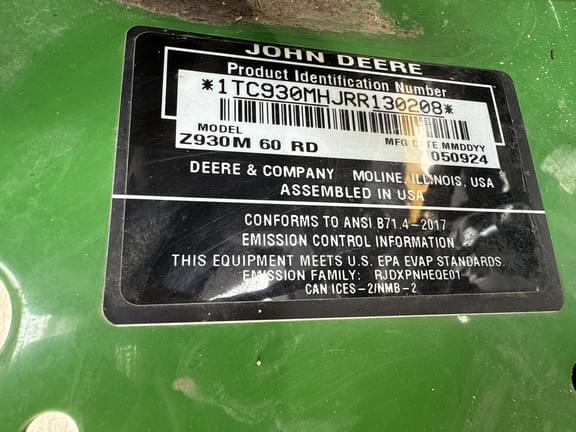 JOHN DEERE
Product Identification Number
*1TC930MHJRR130208*
MODEL MFG DATE MMDDYY
Z930M 60 RD 050924
DEERE & COMPANY MOLINE, ILLINOIS, USA
ASSEMBLED IN USA
CONFORMS TO ANSI B71.4-2017
EMISSION CONTROL INFORMATION
THIS EQUIPMENT MEETS U.S. EPA EVAP STANDARDS.
EMISSION FAMILY: RJDXPNHEQE01
CAN ICES-2/NMB-2